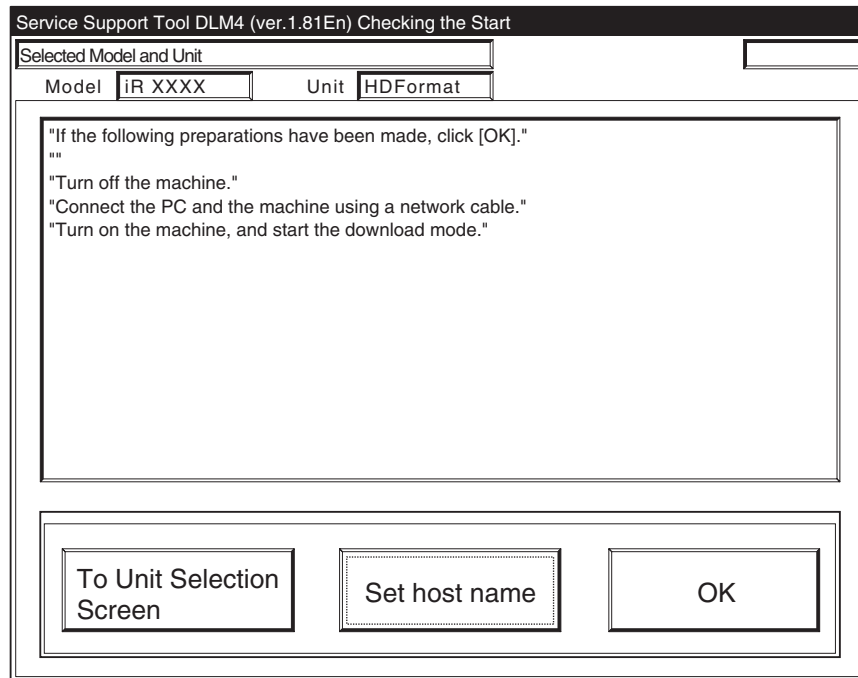 Service Support Tool DLM4 (ver.1.81En) Checking the Start
Selected Model and Unit
Model iR XXXX Unit HDFormat
"If the following preparations have been made, click [OK]."
""
"Turn off the machine."
"Connect the PC and the machine using a network cable."
"Turn on the machine, and start the download mode."
To Unit Selection
Screen
Set host name
OK